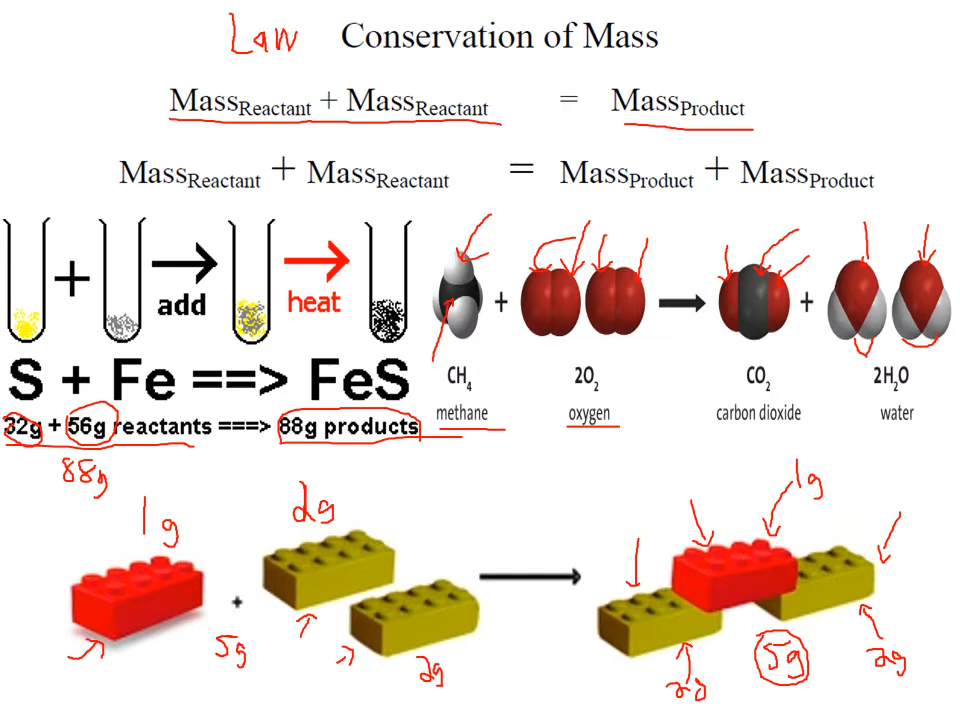 Law Conservation of Mass
MassReactant + MassReactant = MassProduct
MassReactant + MassReactant = MassProduct + MassProduct
+ add heat
S + Fe ==> FeS
32g + 56g reactants ===> 88g products
88g
+ +
CH4 2O2 CO2 2H2O
methane oxygen carbon dioxide water
1g 2g 1g
+
5g 2g 2g 5g 2g